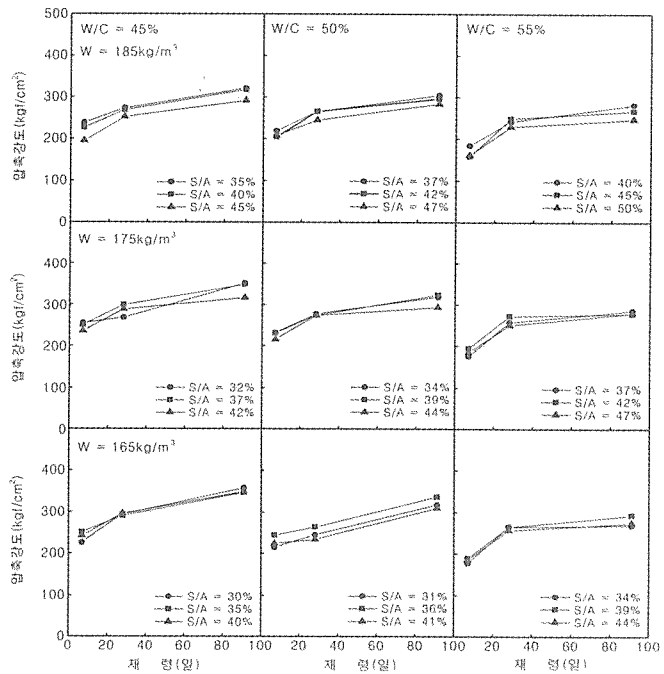 W/C = 45%
W/C = 50%
W/C = 55%
W = 185kg/m³
압축강도(kgf/cm²)
500
400
300
200
100
0
S/A = 35%
S/A = 40%
S/A = 45%
S/A = 37%
S/A = 42%
S/A = 47%
S/A = 40%
S/A = 45%
S/A = 50%
W = 175kg/m³
압축강도(kgf/cm²)
400
300
200
100
0
S/A = 32%
S/A = 37%
S/A = 42%
S/A = 34%
S/A = 39%
S/A = 44%
S/A = 37%
S/A = 42%
S/A = 47%
W = 165kg/m³
압축강도(kgf/cm²)
400
300
200
100
0
S/A = 30%
S/A = 35%
S/A = 40%
S/A = 31%
S/A = 36%
S/A = 41%
S/A = 34%
S/A = 39%
S/A = 44%
0 20 40 60 80 100 20 40 60 80 100 20 40 60 80 100
재 령(일) 재 령(일) 재 령(일)